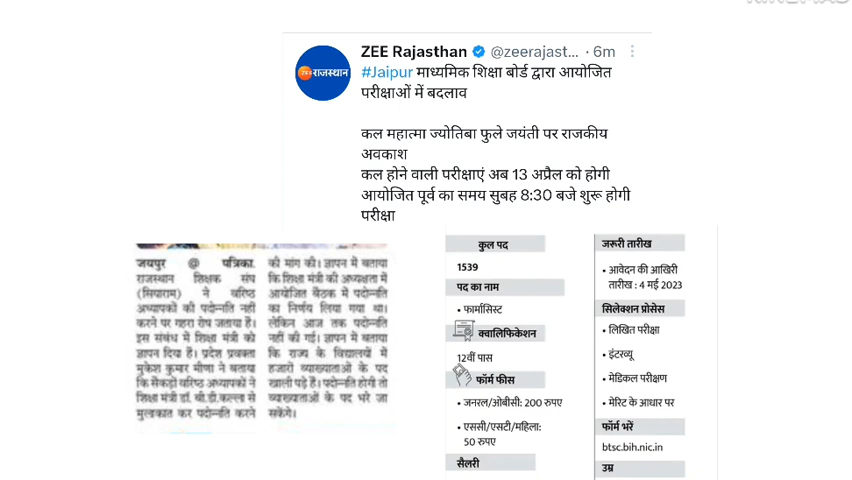 ZEE Rajasthan @zeerajast... · 6m
ZEE राजस्थान
#Jaipur माध्यमिक शिक्षा बोर्ड द्वारा आयोजित
परीक्षाओं में बदलाव
कल महात्मा ज्योतिबा फुले जयंती पर राजकीय
अवकाश
कल होने वाली परीक्षाएं अब 13 अप्रैल को होगी
आयोजित पूर्व का समय सुबह 8:30 बजे शुरू होगी
परीक्षा
जयपुर @ पत्रिका.
राजस्थान शिक्षक संघ
(सियाराम) ने वरिष्ठ
अध्यापकों की पदोन्नति नहीं
करने पर गहरा रोष जताया है।
इस संबंध में शिक्षा मंत्री को
ज्ञापन दिया है। प्रदेश प्रवक्ता
मुकेश कुमार मीणा ने बताया
कि सैंकड़ों वरिष्ठ अध्यापकों ने
शिक्षा मंत्री डॉ. बी.डी.कल्ला से
मुलाकात कर पदोन्नति करने
की मांग की। ज्ञापन में बताया
कि शिक्षा मंत्री की अध्यक्षता में
आयोजित बैठक में पदोन्नति
का निर्णय लिया गया था।
लेकिन आज तक पदोन्नति
नहीं की गई। ज्ञापन में बताया
कि राज्य के विद्यालयों में
हजारों व्याख्याताओं के पद
खाली पड़े है। पदोन्नति होगी तो
व्याख्याताओं के पद भरे जा
सकेंगे।
कुल पद
1539
पद का नाम
• फार्मासिस्ट
क्वालिफिकेशन
12वीं पास
फॉर्म फीस
• जनरल/ओबीसी: 200 रुपए
• एससी/एसटी/महिला:
50 रुपए
सैलरी
जरूरी तारीख
• आवेदन की आखिरी
तारीख : 4 मई 2023
सिलेक्शन प्रोसेस
• लिखित परीक्षा
• इंटरव्यू
• मेडिकल परीक्षण
• मेरिट के आधार पर
फॉर्म भरें
btsc.bih.nic.in
उम्र